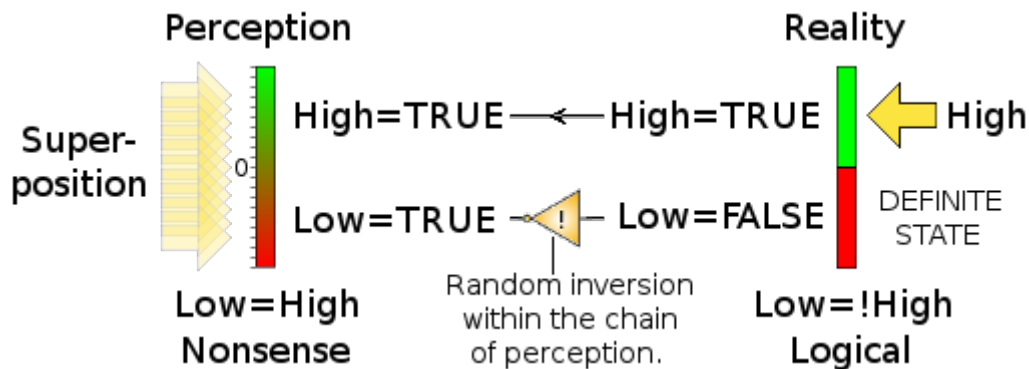 Perception
Reality
High=TRUE
High=TRUE
High
Super-
position
0
Low=TRUE
!
Low=FALSE
DEFINITE
STATE
Low=High
Nonsense
Random inversion
within the chain
of perception.
Low=!High
Logical